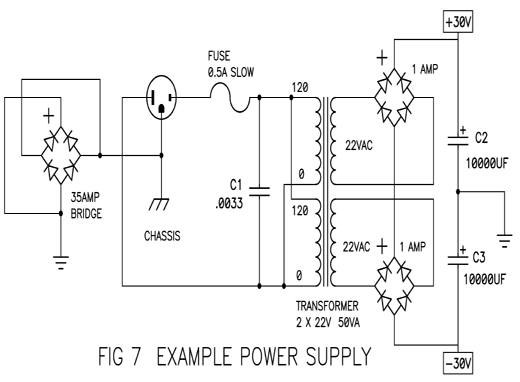 +30V
FUSE
0.5A SLOW
+
1 AMP
120
+
+
C2
22VAC
10000UF
35AMP
BRIDGE
C1
.0033
0
120
CHASSIS
22VAC
+
1 AMP
+
C3
10000UF
0
TRANSFORMER
2 X 22V 50VA
FIG 7 EXAMPLE POWER SUPPLY
-30V